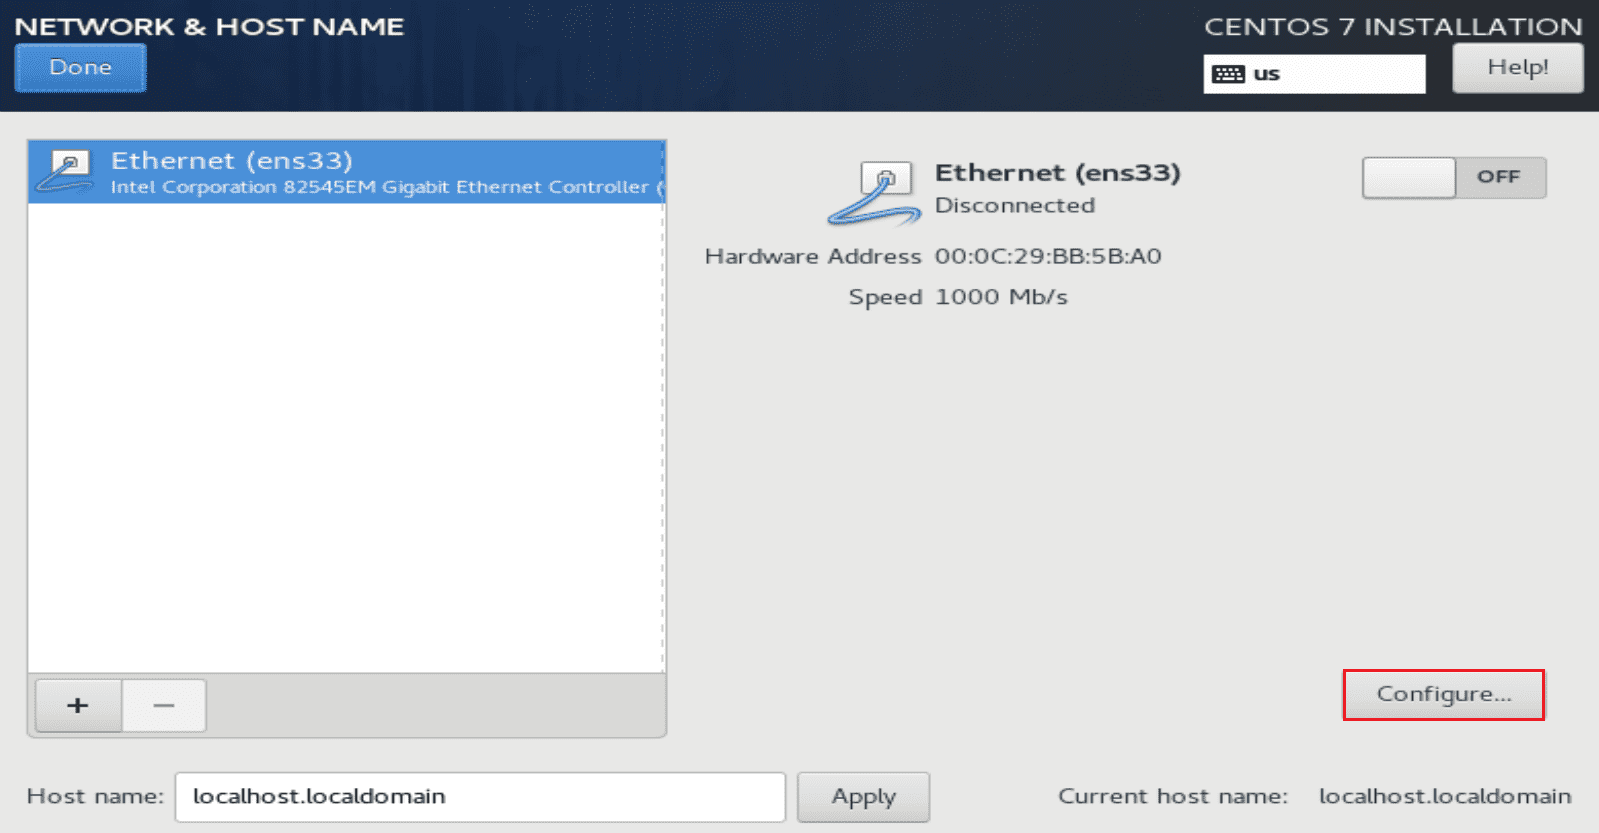 NETWORK & HOST NAME
CENTOS 7 INSTALLATION
Done
us
Help!
Ethernet (ens33)
Intel Corporation 82545EM Gigabit Ethernet Controller (
Ethernet (ens33)
Disconnected
OFF
Hardware Address 00:0C:29:BB:5B:A0
Speed 1000 Mb/s
+
−
Configure...
Host name: localhost.localdomain
Apply
Current host name: localhost.localdomain